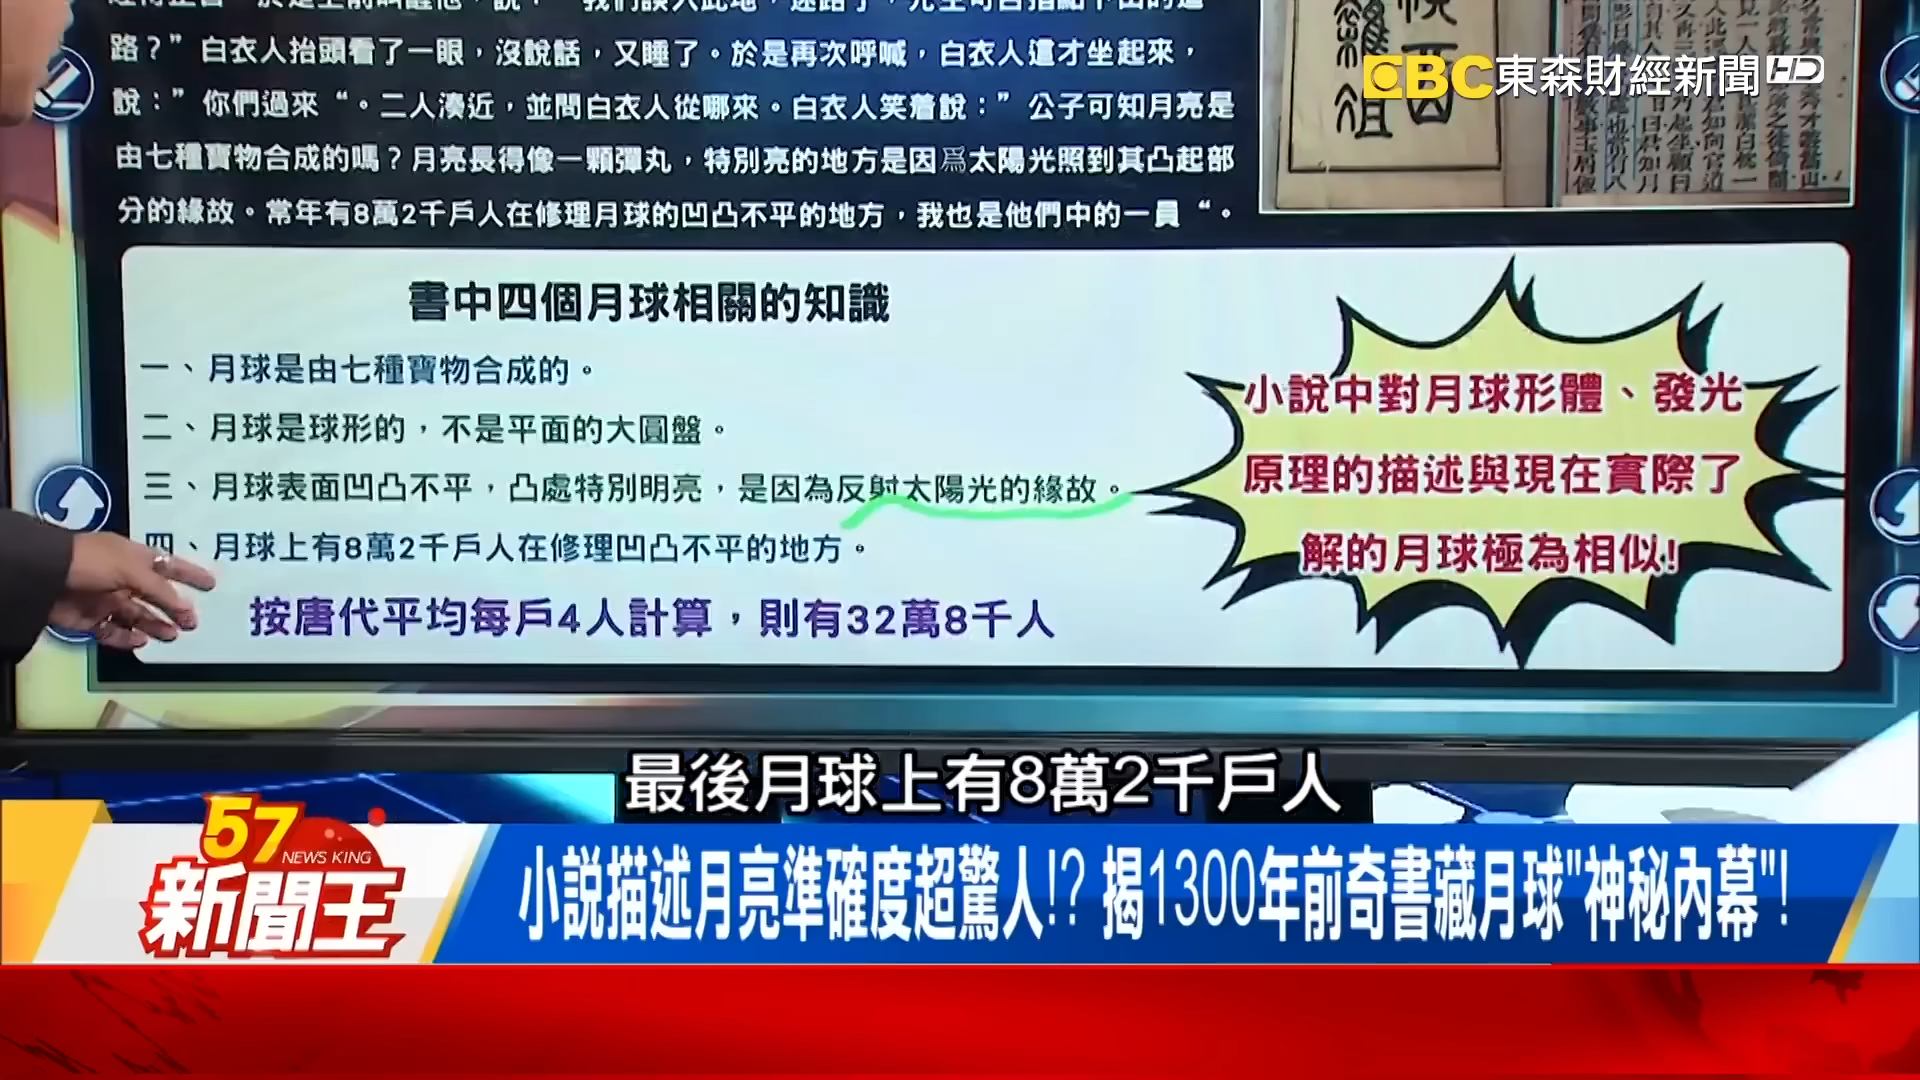 路？” 白衣人抬頭看了一眼，沒說話，又睡了。於是再次呼喊，白衣人這才坐起來，
說：” 你們過來 “。二人湊近，並問白衣人從哪來。白衣人笑着說：” 公子可知月亮是
由七種寶物合成的嗎？月亮長得像一顆彈丸，特別亮的地方是因爲太陽光照到其凸起部
分的緣故。常年有8萬2千戶人在修理月球的凹凸不平的地方，我也是他們中的一員 “。
EBC東森財經新聞HD
書中四個月球相關的知識
一、月球是由七種寶物合成的。
二、月球是球形的，不是平面的大圓盤。
三、月球表面凹凸不平，凸處特別明亮，是因為反射太陽光的緣故。
四、月球上有8萬2千戶人在修理凹凸不平的地方。
按唐代平均每戶4人計算，則有32萬8千人
小說中對月球形體、發光
原理的描述與現在實際了
解的月球極為相似!
最後月球上有8萬2千戶人
57
NEWS KING
新聞王
小説描述月亮準確度超驚人!? 揭1300年前奇書藏月球"神秘內幕"!